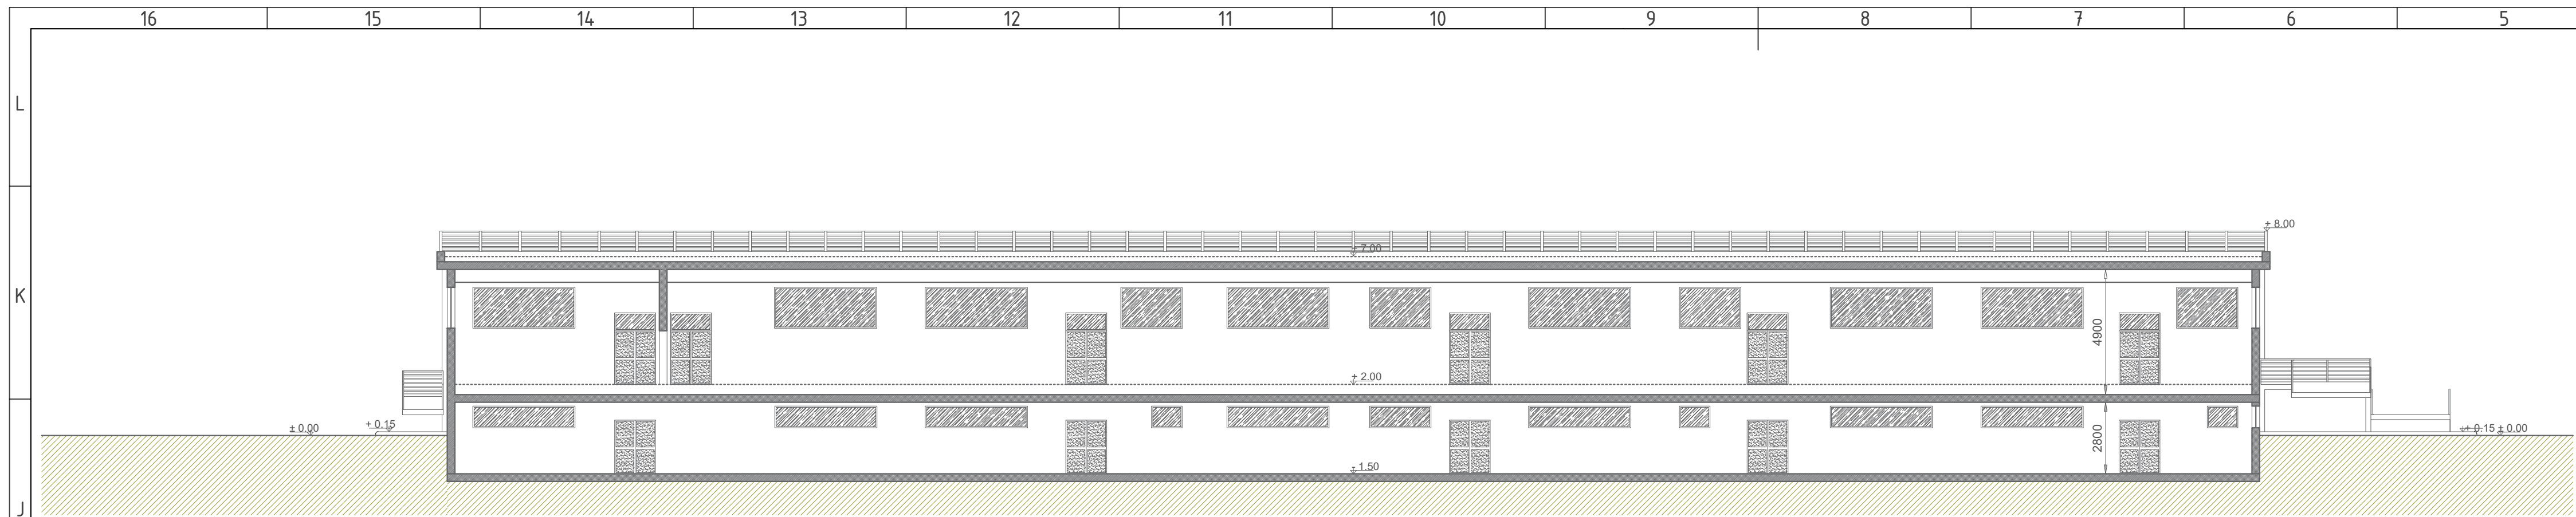 16 15 14 13 12 11 10 9 8 7 6 5
L
+ 8.00
+ 7.00
K
4900
+ 2.00
± 0.00
+ 0.15
+ 0.15 ± 0.00
2800
- 1.50
J